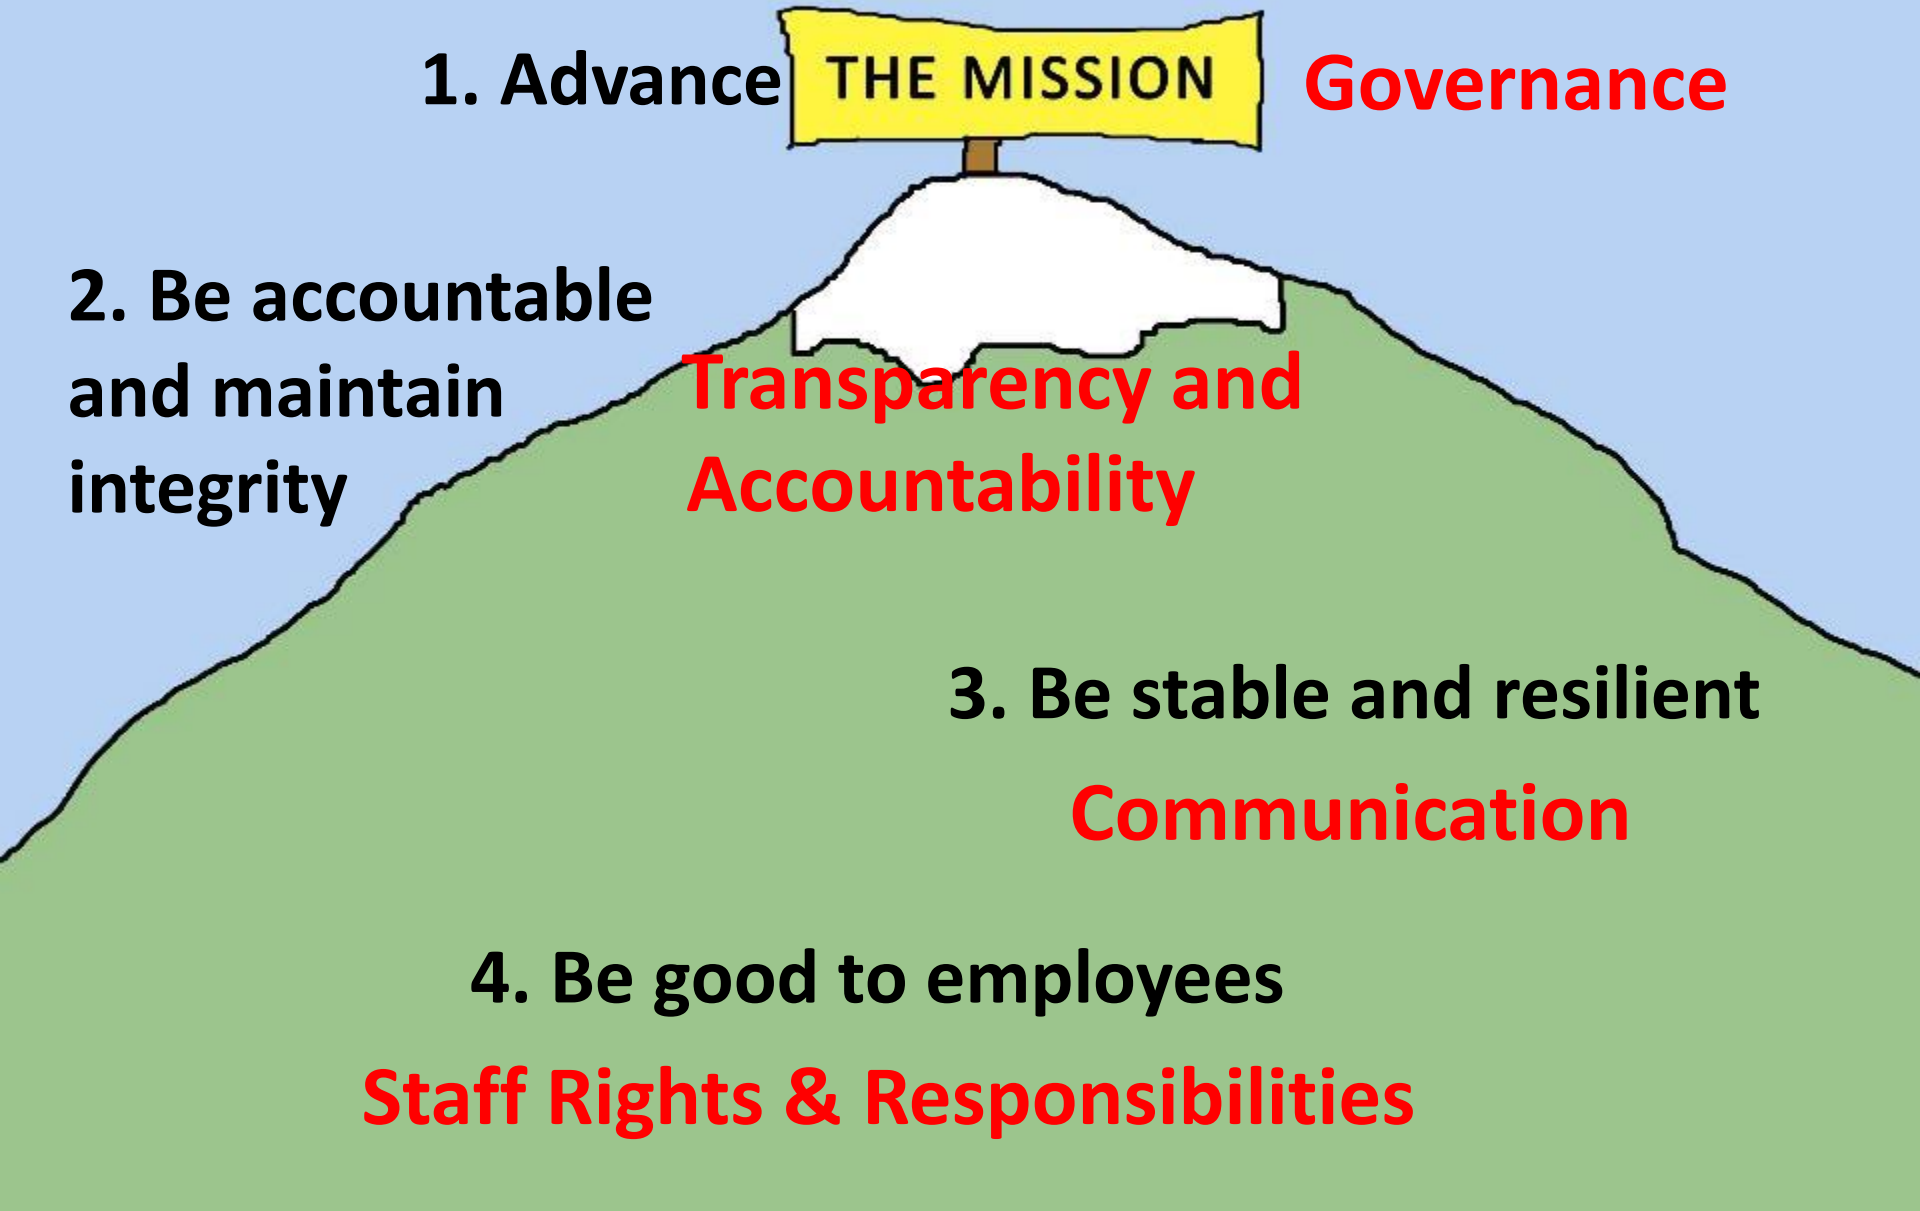 1. Advance THE MISSION Governance
2. Be accountable
and maintain
integrity
Transparency and
Accountability
3. Be stable and resilient
Communication
4. Be good to employees
Staff Rights & Responsibilities